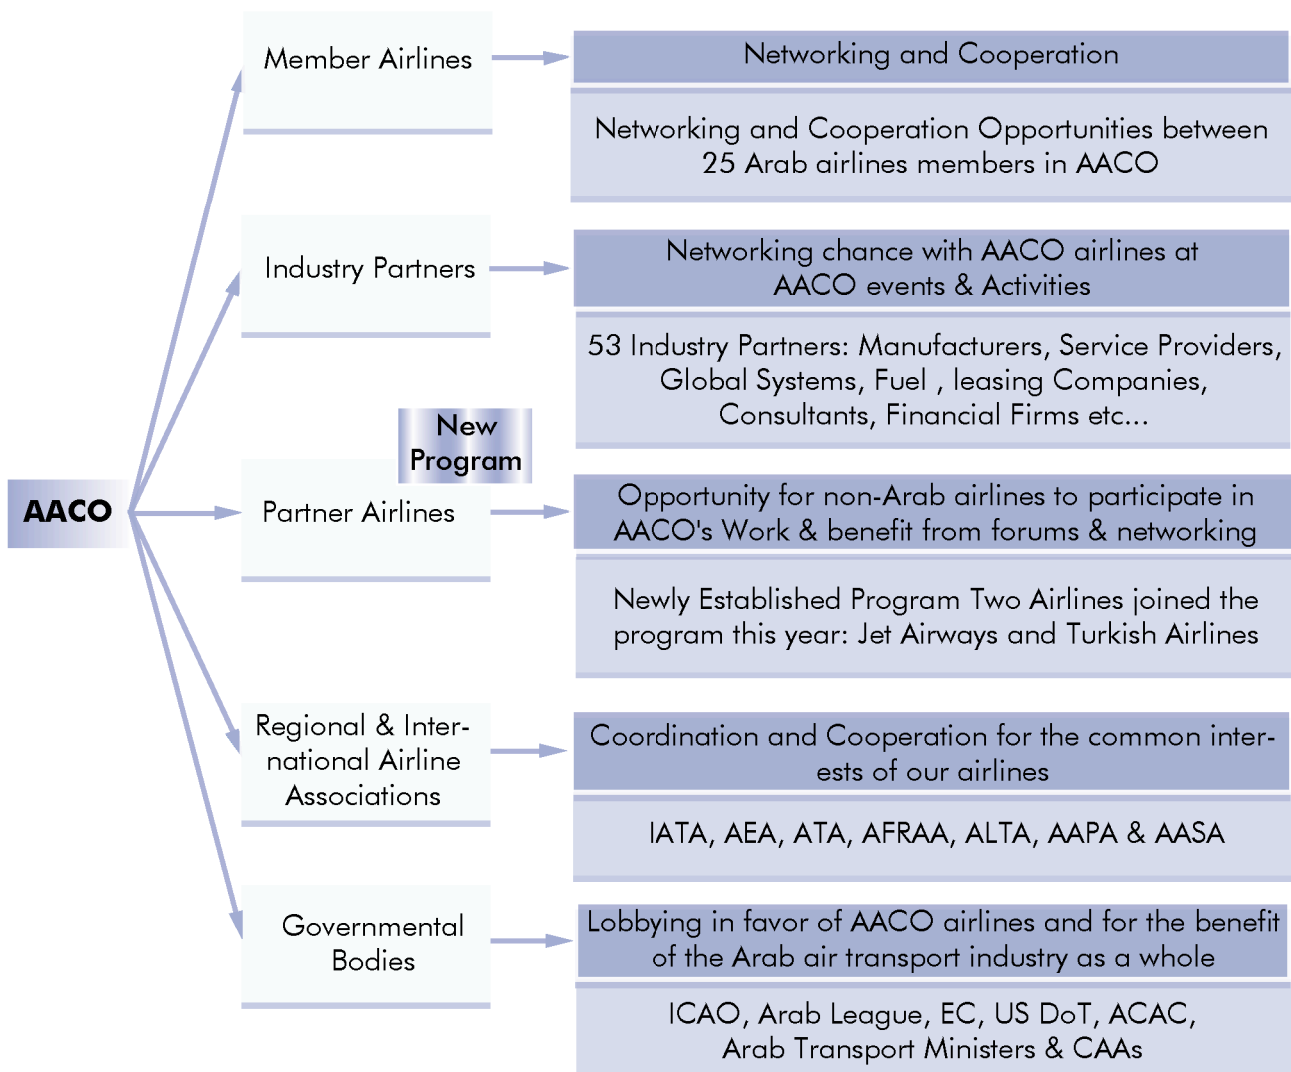 Member Airlines
Networking and Cooperation
Networking and Cooperation Opportunities between
25 Arab airlines members in AACO
Industry Partners
Networking chance with AACO airlines at
AACO events & Activities
53 Industry Partners: Manufacturers, Service Providers,
Global Systems, Fuel , leasing Companies,
Consultants, Financial Firms etc...
New
Program
AACO
Partner Airlines
Opportunity for non-Arab airlines to participate in
AACO's Work & benefit from forums & networking
Newly Established Program Two Airlines joined the
program this year: Jet Airways and Turkish Airlines
Regional & Inter-
national Airline
Associations
Coordination and Cooperation for the common inter-
ests of our airlines
IATA, AEA, ATA, AFRAA, ALTA, AAPA & AASA
Governmental
Bodies
Lobbying in favor of AACO airlines and for the benefit
of the Arab air transport industry as a whole
ICAO, Arab League, EC, US DoT, ACAC,
Arab Transport Ministers & CAAs